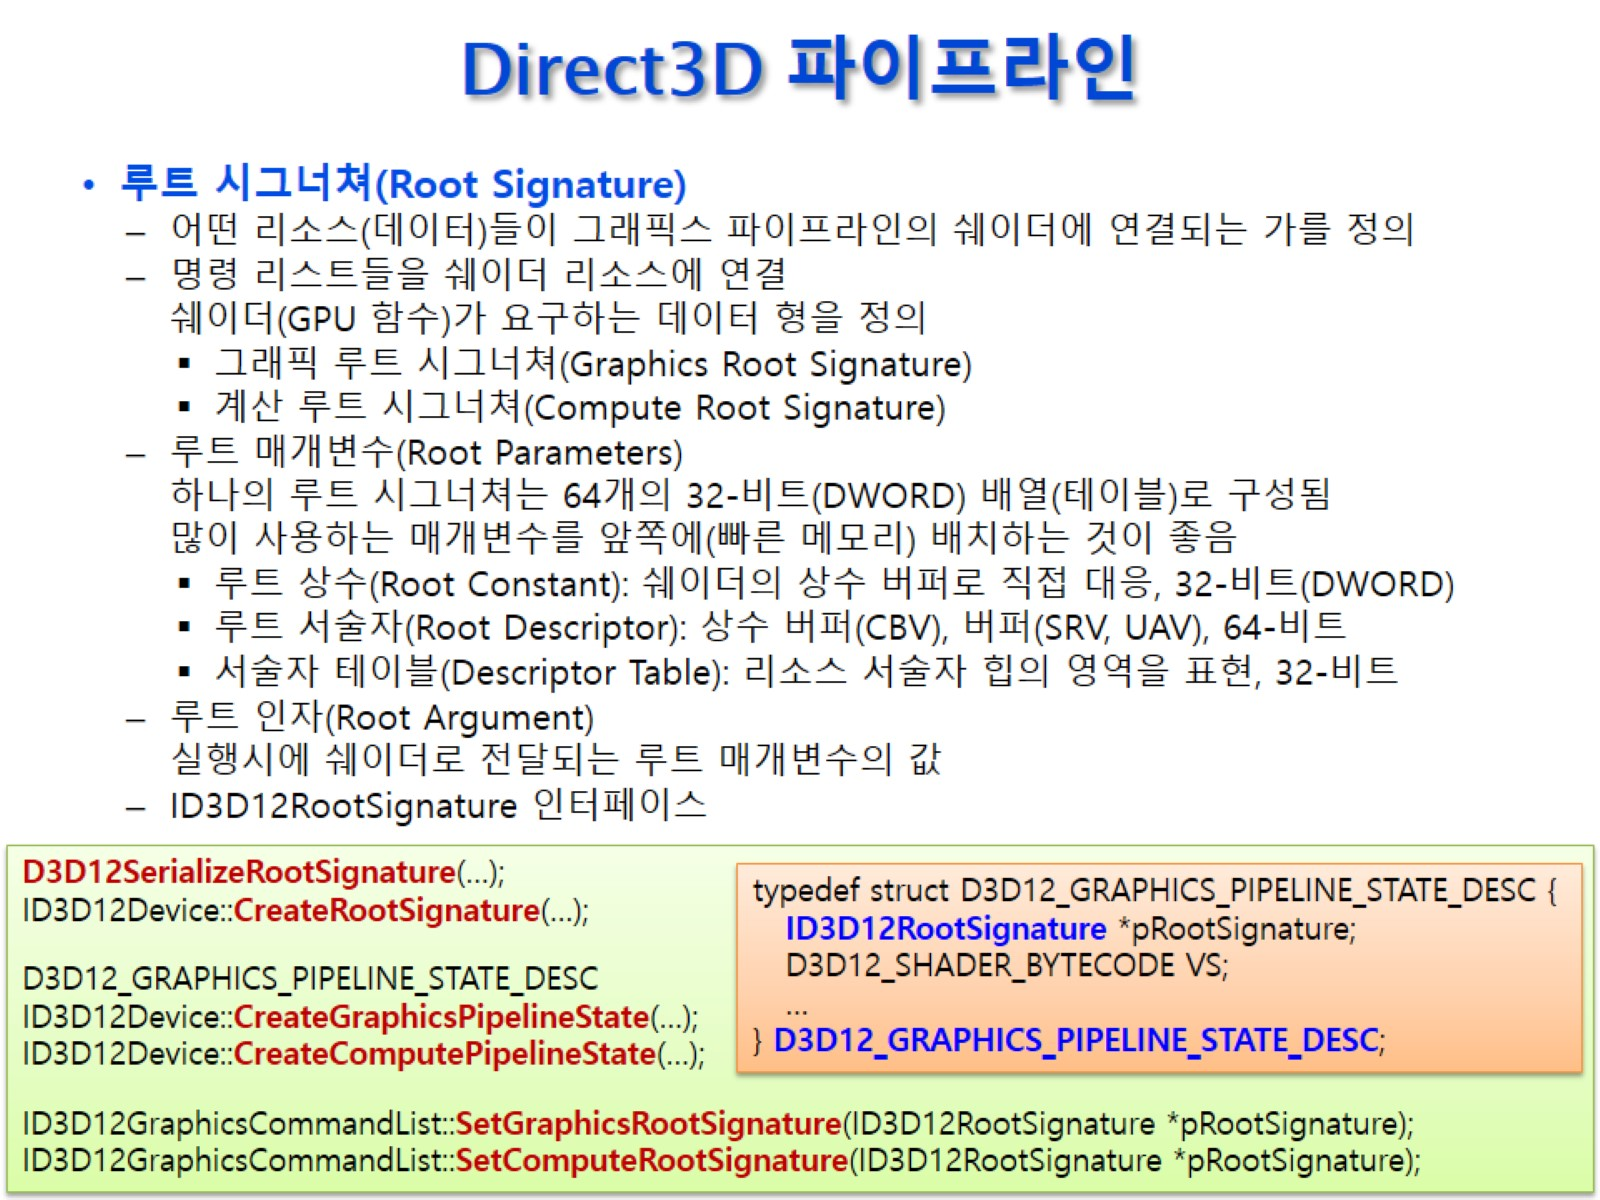 Direct3D 파이프라인
• 루트 시그너쳐(Root Signature)
– 어떤 리소스(데이터)들이 그래픽스 파이프라인의 쉐이더에 연결되는 가를 정의
– 명령 리스트들을 쉐이더 리소스에 연결
쉐이더(GPU 함수)가 요구하는 데이터 형을 정의
▪ 그래픽 루트 시그너쳐(Graphics Root Signature)
▪ 계산 루트 시그너쳐(Compute Root Signature)
– 루트 매개변수(Root Parameters)
하나의 루트 시그너쳐는 64개의 32-비트(DWORD) 배열(테이블)로 구성됨
많이 사용하는 매개변수를 앞쪽에(빠른 메모리) 배치하는 것이 좋음
▪ 루트 상수(Root Constant): 쉐이더의 상수 버퍼로 직접 대응, 32-비트(DWORD)
▪ 루트 서술자(Root Descriptor): 상수 버퍼(CBV), 버퍼(SRV, UAV), 64-비트
▪ 서술자 테이블(Descriptor Table): 리소스 서술자 힙의 영역을 표현, 32-비트
– 루트 인자(Root Argument)
실행시에 쉐이더로 전달되는 루트 매개변수의 값
– ID3D12RootSignature 인터페이스
D3D12SerializeRootSignature(...);
ID3D12Device::CreateRootSignature(...);
D3D12_GRAPHICS_PIPELINE_STATE_DESC
ID3D12Device::CreateGraphicsPipelineState(...);
ID3D12Device::CreateComputePipelineState(...);
typedef struct D3D12_GRAPHICS_PIPELINE_STATE_DESC {
ID3D12RootSignature *pRootSignature;
D3D12_SHADER_BYTECODE VS;
...
} D3D12_GRAPHICS_PIPELINE_STATE_DESC;
ID3D12GraphicsCommandList::SetGraphicsRootSignature(ID3D12RootSignature *pRootSignature);
ID3D12GraphicsCommandList::SetComputeRootSignature(ID3D12RootSignature *pRootSignature);